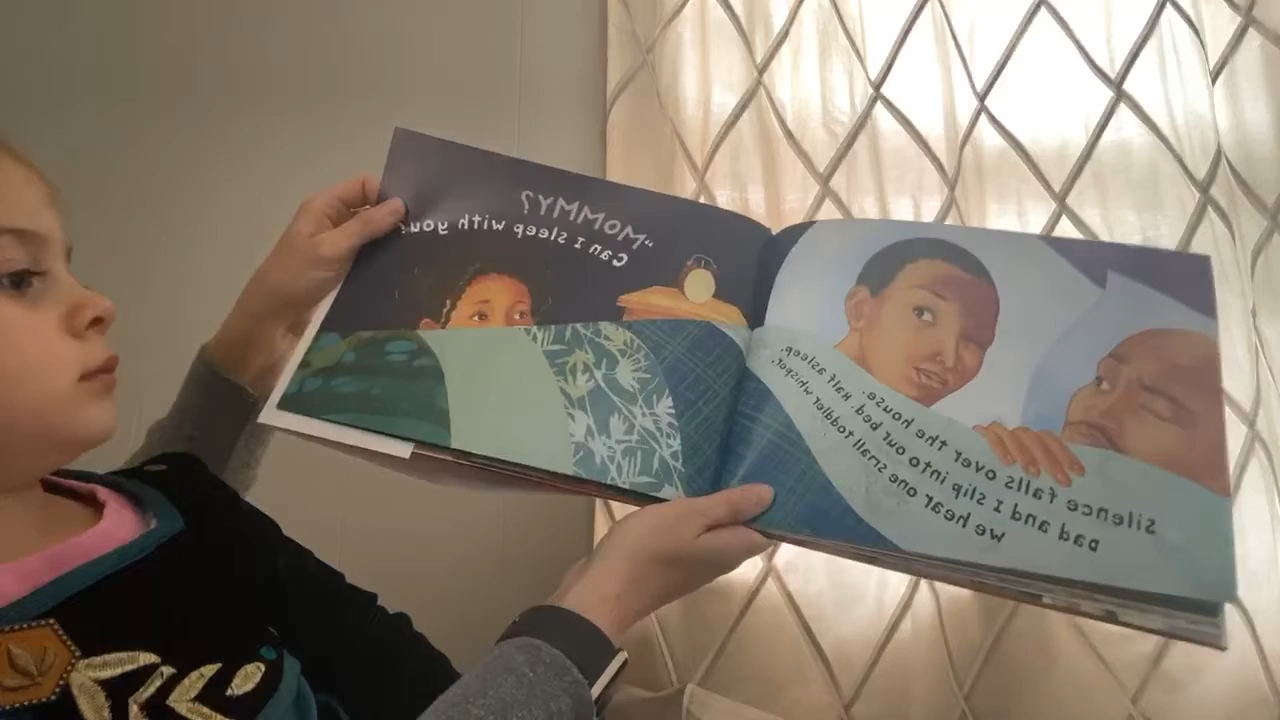 Silence falls over the house.
Dad and I slip into our bed. Half asleep,
we hear one small toddler whisper,
"MOMMY?
Can I sleep with you?